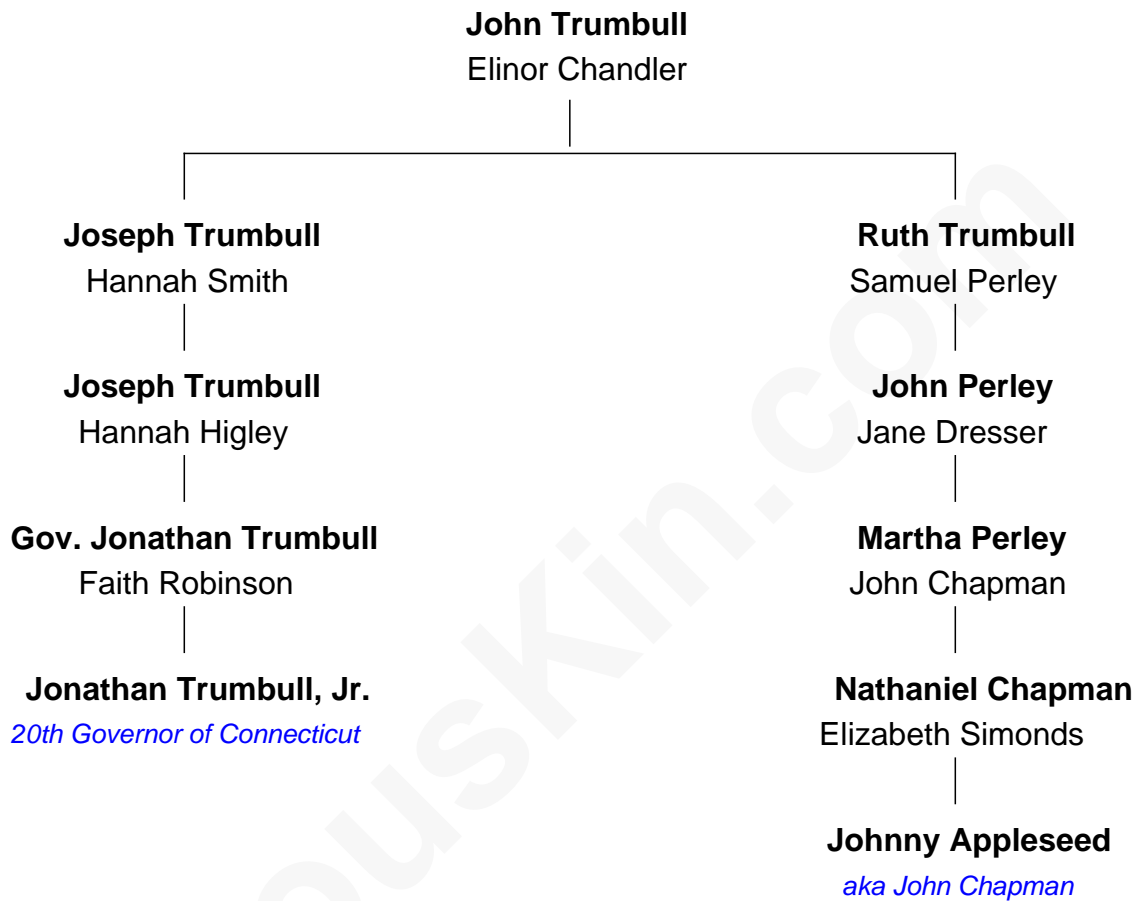 John Trumbull
Elinor Chandler
Joseph Trumbull
Hannah Smith
Ruth Trumbull
Samuel Perley
Joseph Trumbull
Hannah Higley
John Perley
Jane Dresser
Gov. Jonathan Trumbull
Faith Robinson
Martha Perley
John Chapman
Jonathan Trumbull, Jr.
20th Governor of Connecticut
Nathaniel Chapman
Elizabeth Simonds
Johnny Appleseed
aka John Chapman
ousKin.com